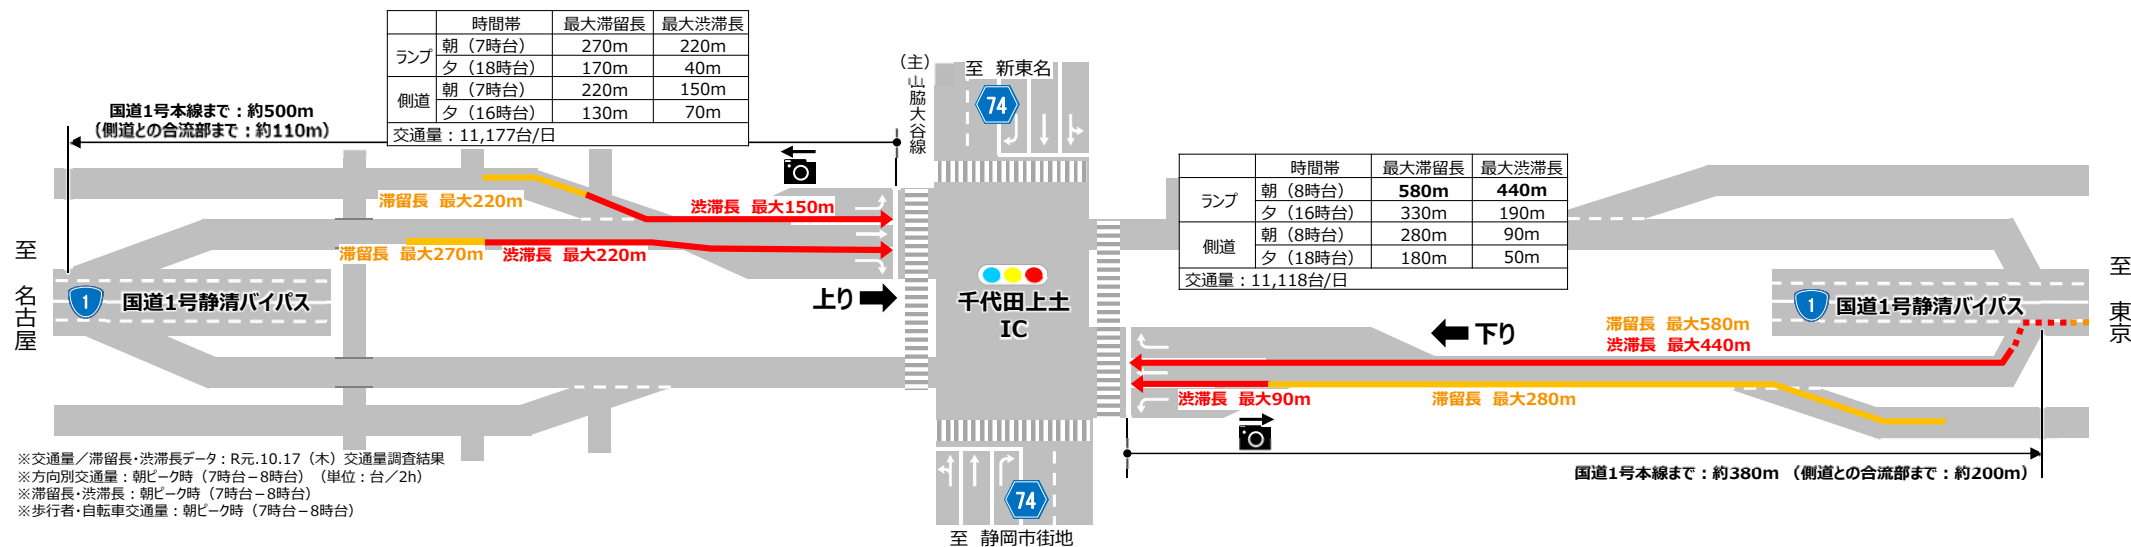 時間帯 最大滞留長 最大渋滞長
ランプ 朝（7時台） 270m 220m
夕（18時台） 170m 40m
側道 朝（7時台） 220m 150m
夕（16時台） 130m 70m
交通量：11,177台/日
国道1号本線まで：約500m
（側道との合流部まで：約110m）
（主）山脇大谷線
至 新東名
74
時間帯 最大滞留長 最大渋滞長
ランプ 朝（8時台） 580m 440m
夕（16時台） 330m 190m
側道 朝（8時台） 280m 90m
夕（18時台） 180m 50m
交通量：11,118台/日
滞留長 最大220m
渋滞長 最大150m
滞留長 最大270m
渋滞長 最大220m
至 名古屋
1
国道1号静清バイパス
上り
千代田上土
IC
下り
滞留長 最大580m
渋滞長 最大440m
1
国道1号静清バイパス
至 東京
渋滞長 最大90m
滞留長 最大280m
国道1号本線まで：約380m （側道との合流部まで：約200m）
※交通量／滞留長・渋滞長データ：R元.10.17（木）交通量調査結果
※方向別交通量：朝ピーク時（7時台－8時台）（単位：台／2h）
※滞留長・渋滞長：朝ピーク時（7時台－8時台）
※歩行者・自転車交通量：朝ピーク時（7時台－8時台）
74
至 静岡市街地